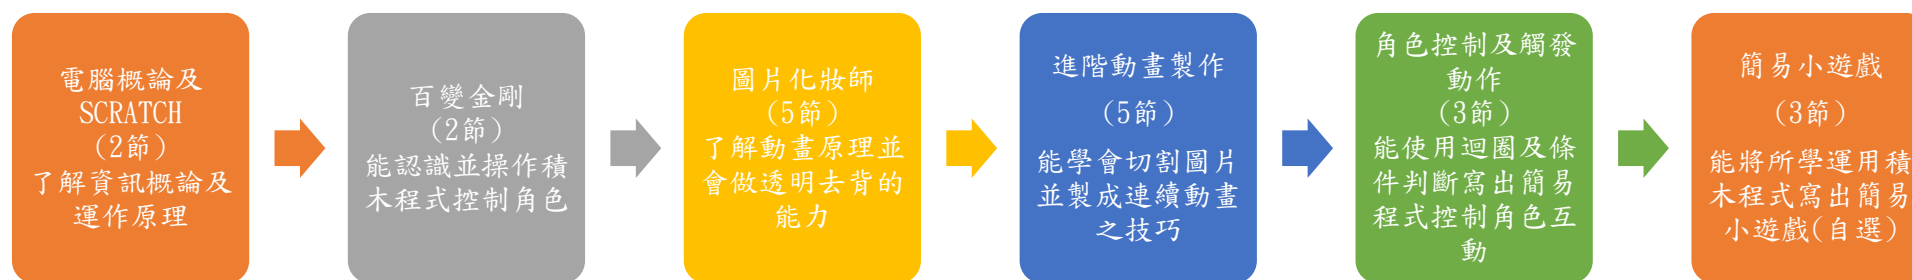 電腦概論及
SCRATCH
(2節)
了解資訊概論及
運作原理
百變金剛
(2節)
能認識並操作積
木程式控制角色
圖片化妝師
(5節)
了解動畫原理並
會做透明去背的
能力
進階動畫製作
(5節)
能學會切割圖片
並製成連續動畫
之技巧
角色控制及觸發
動作
(3節)
能使用迴圈及條
件判斷寫出簡易
程式控制角色互
動
簡易小遊戲
(3節)
能將所學運用積
木程式寫出簡易
小遊戲(自選)